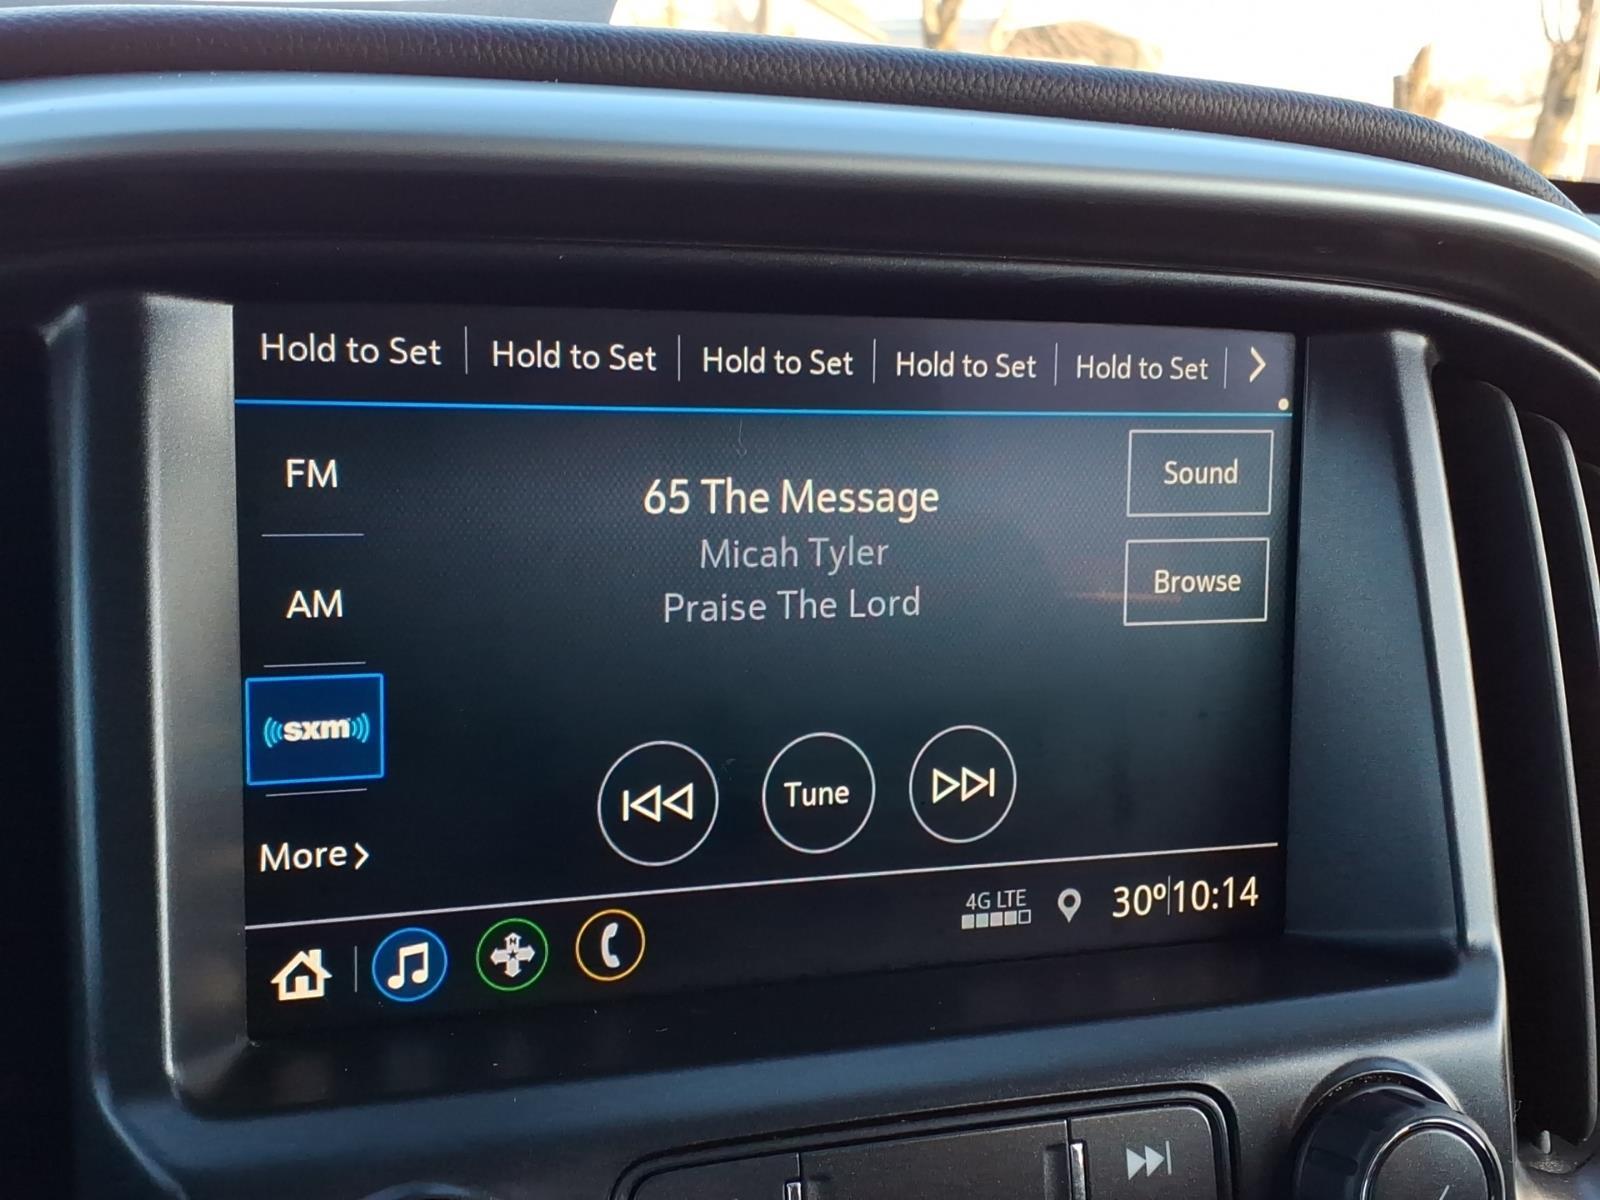 Hold to Set Hold to Set Hold to Set Hold to Set Hold to Set
FM
65 The Message
Sound
Micah Tyler
Browse
AM
Praise The Lord
sxm
Tune
More
4G LTE
30° 10:14
N